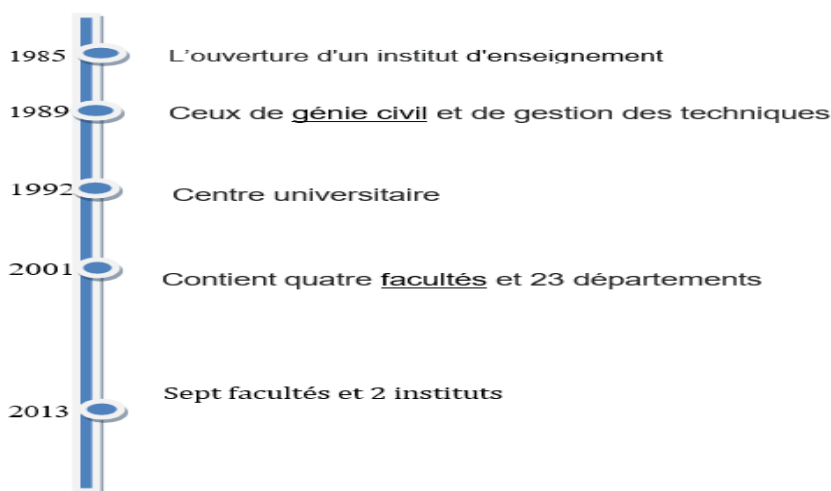 1985 L'ouverture d'un institut d'enseignement
1989 Ceux de génie civil et de gestion des techniques
1992 Centre universitaire
2001 Contient quatre facultés et 23 départements
2013 Sept facultés et 2 instituts